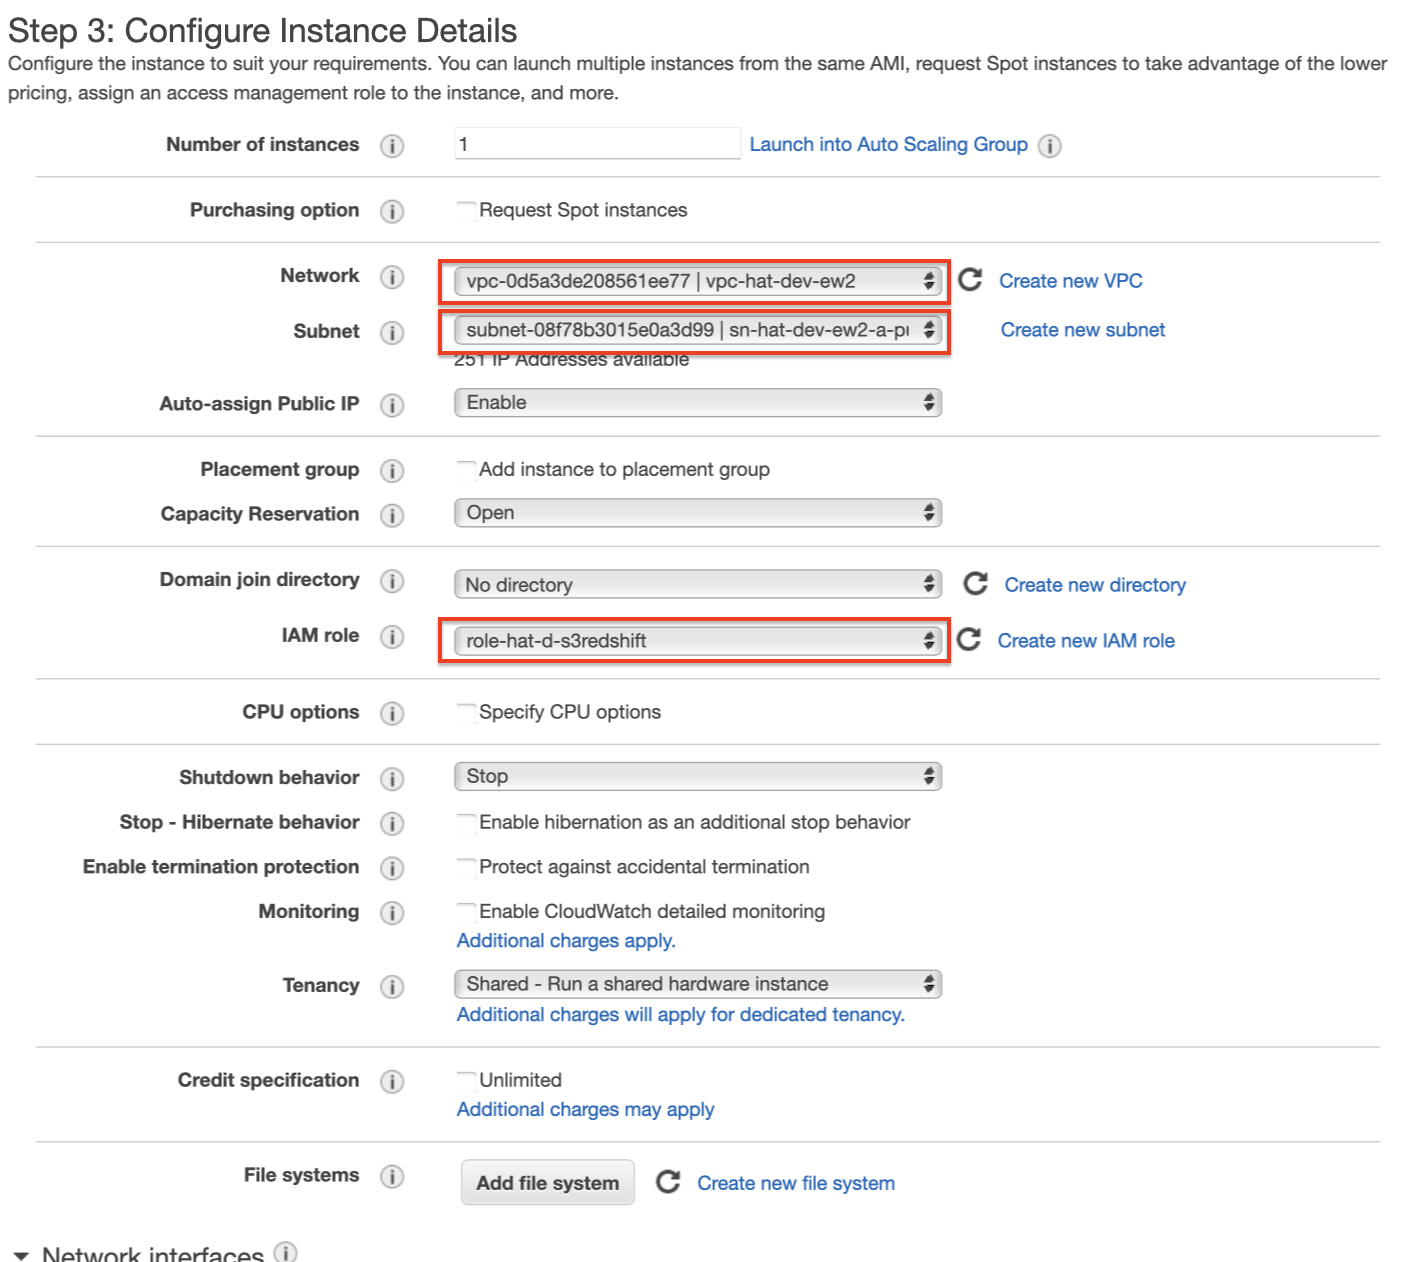 Step 3: Configure Instance Details
Configure the instance to suit your requirements. You can launch multiple instances from the same AMI, request Spot instances to take advantage of the lower
pricing, assign an access management role to the instance, and more.
Number of instances 1 Launch into Auto Scaling Group
Purchasing option Request Spot instances
Network vpc-0d5a3de208561ee77 | vpc-hat-dev-ew2 Create new VPC
Subnet subnet-08f78b3015e0a3d99 | sn-hat-dev-ew2-a-pu Create new subnet
251 IP Addresses available
Auto-assign Public IP Enable
Placement group Add instance to placement group
Capacity Reservation Open
Domain join directory No directory Create new directory
IAM role role-hat-d-s3redshift Create new IAM role
CPU options Specify CPU options
Shutdown behavior Stop
Stop - Hibernate behavior Enable hibernation as an additional stop behavior
Enable termination protection Protect against accidental termination
Monitoring Enable CloudWatch detailed monitoring
Additional charges apply.
Tenancy Shared - Run a shared hardware instance
Additional charges will apply for dedicated tenancy.
Credit specification Unlimited
Additional charges may apply
File systems Add file system Create new file system
Network interfaces